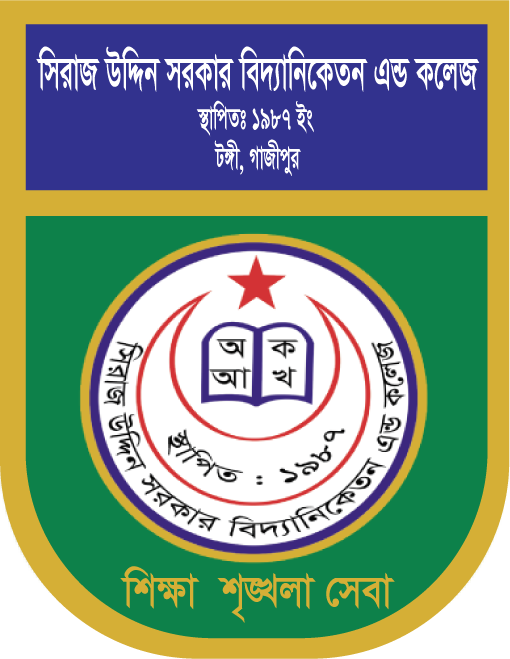 সিরাজ উদ্দিন সরকার বিদ্যানিকেতন এন্ড কলেজ
স্থাপিতঃ ১৯৮৭ ইং
টঙ্গী, গাজীপুর
অ ক
আ খ
স্থাপিত : ১৯৮৭
সিরাজ উদ্দিন সরকার বিদ্যানিকেতন এন্ড কলেজ
শিক্ষা শৃঙ্খলা সেবা